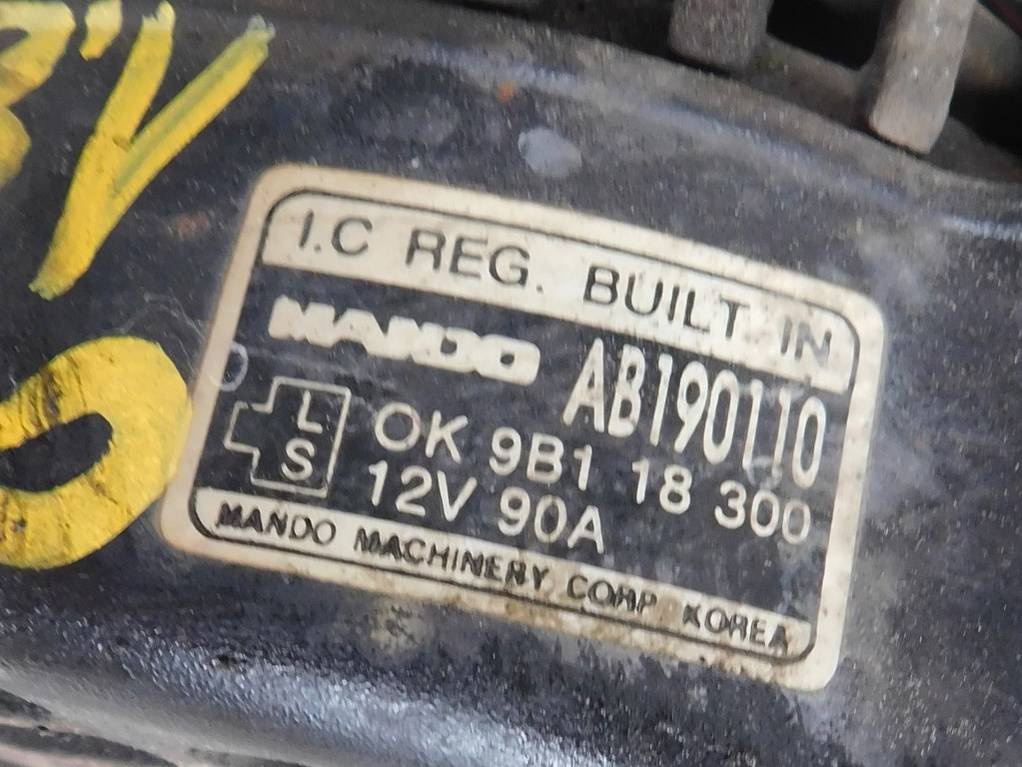 I.C REG. BUILT IN
MANDO AB190110
L
S
OK 9B1 18 300
12V 90A
MANDO MACHINERY CORP KOREA